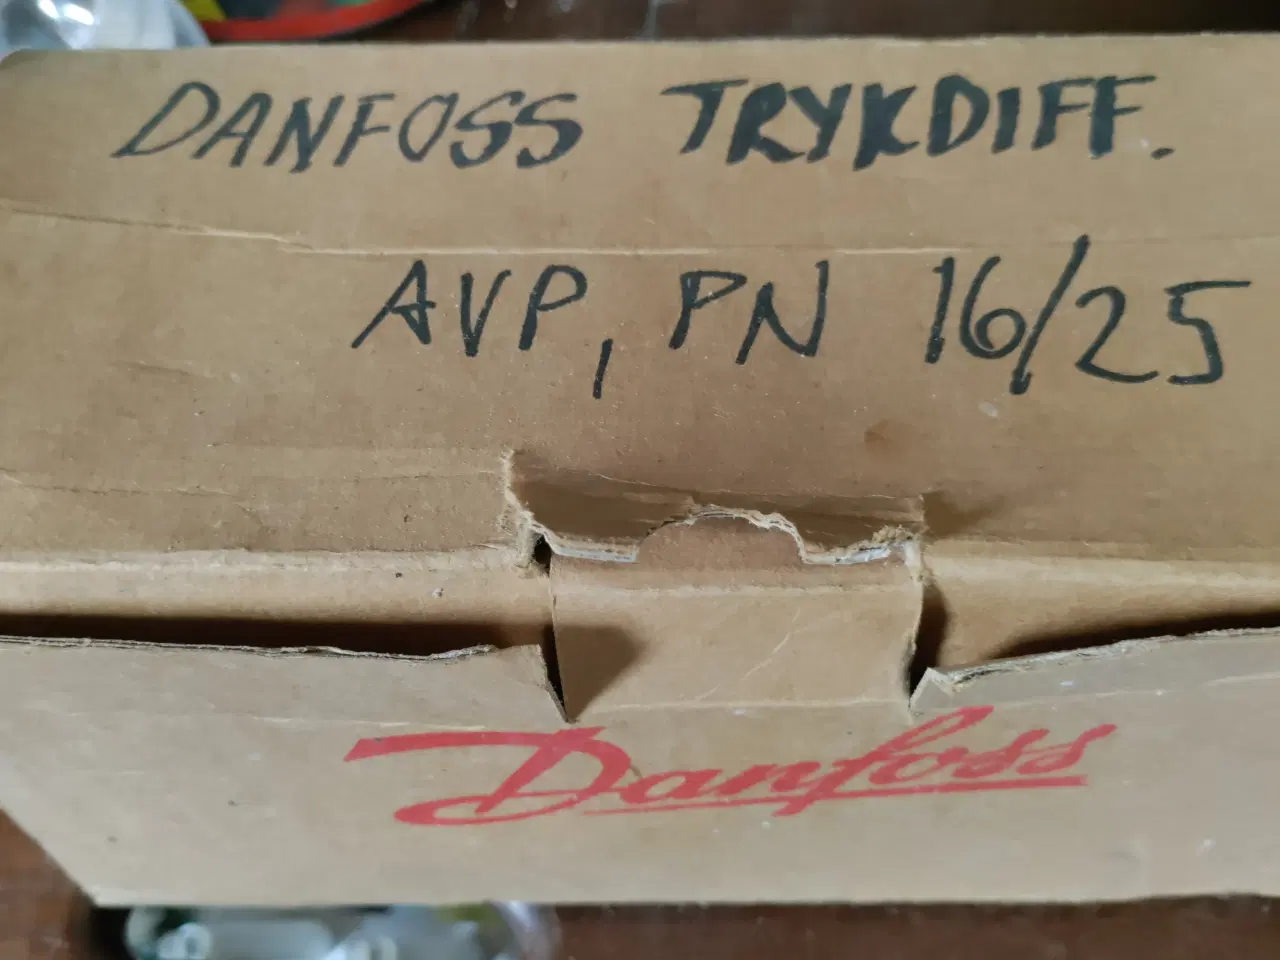 DANFOSS TRYKDIFF.
AVP, PN 16/25
Danfoss